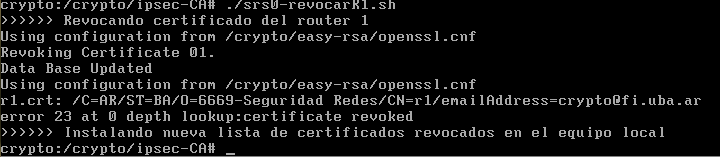 crypto:/crypto/ipsec-CA# ./srs0-revocarR1.sh
>>>>>> Revocando certificado del router 1
Using configuration from /crypto/easy-rsa/openssl.cnf
Revoking Certificate 01.
Data Base Updated
Using configuration from /crypto/easy-rsa/openssl.cnf
r1.crt: /C=AR/ST=BA/O=6669-Seguridad Redes/CN=r1/emailAddress=crypto@fi.uba.ar
error 23 at 0 depth lookup:certificate revoked
>>>>>> Instalando nueva lista de certificados revocados en el equipo local
crypto:/crypto/ipsec-CA# _